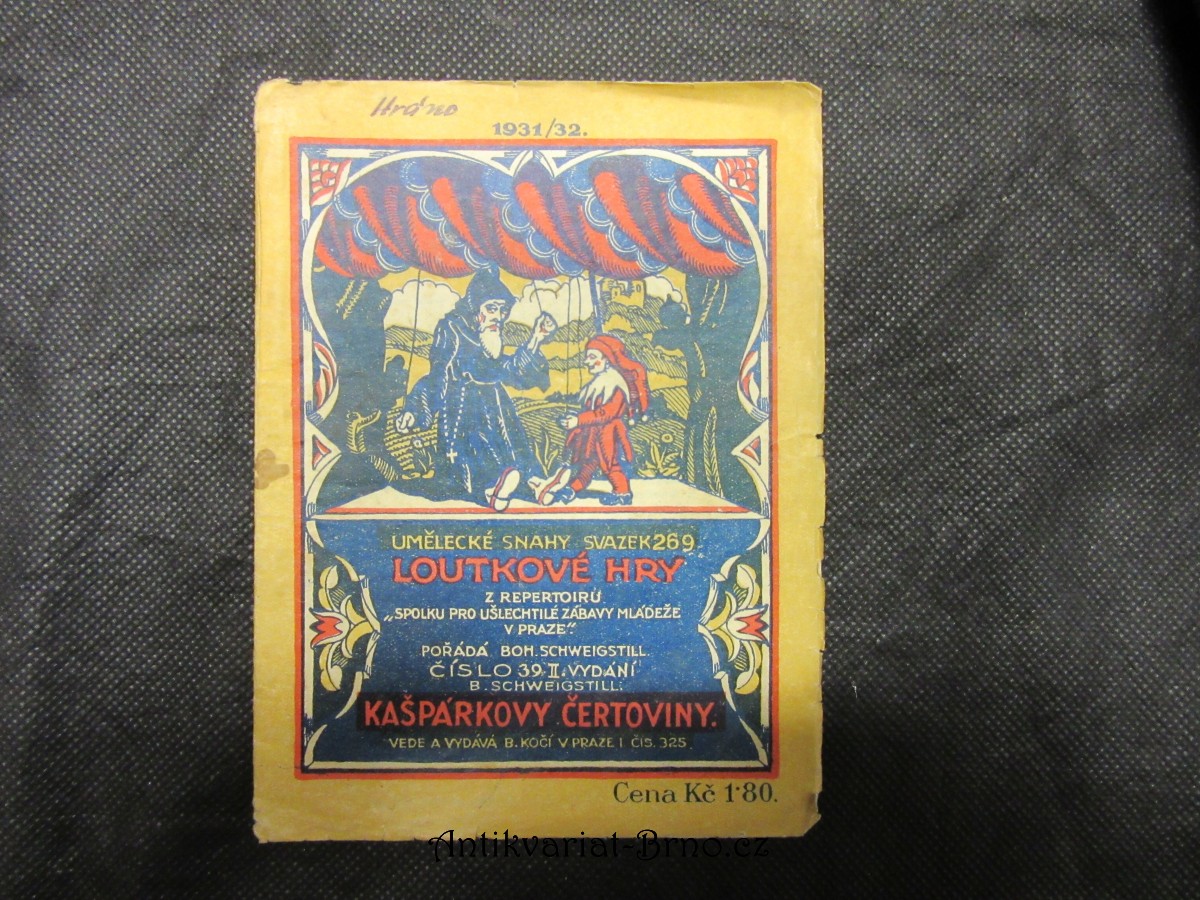 Hráno
1931/32.
UMĚLECKÉ SNAHY SVAZEK 269
LOUTKOVÉ HRY
Z REPERTOIRU
„SPOLKU PRO UŠLECHTILÉ ZÁBAVY MLÁDEŽE
V PRAZE".
POŘÁDÁ BOH. SCHWEIGSTILL.
ČÍSLO 39. II. VYDÁNÍ
B. SCHWEIGSTILL:
KAŠPÁRKOVY ČERTOVINY.
VEDE A VYDÁVÁ B. KOČÍ V PRAZE I ČÍS. 325
Cena Kč 1·80.
Antikvariat-Brno.cz